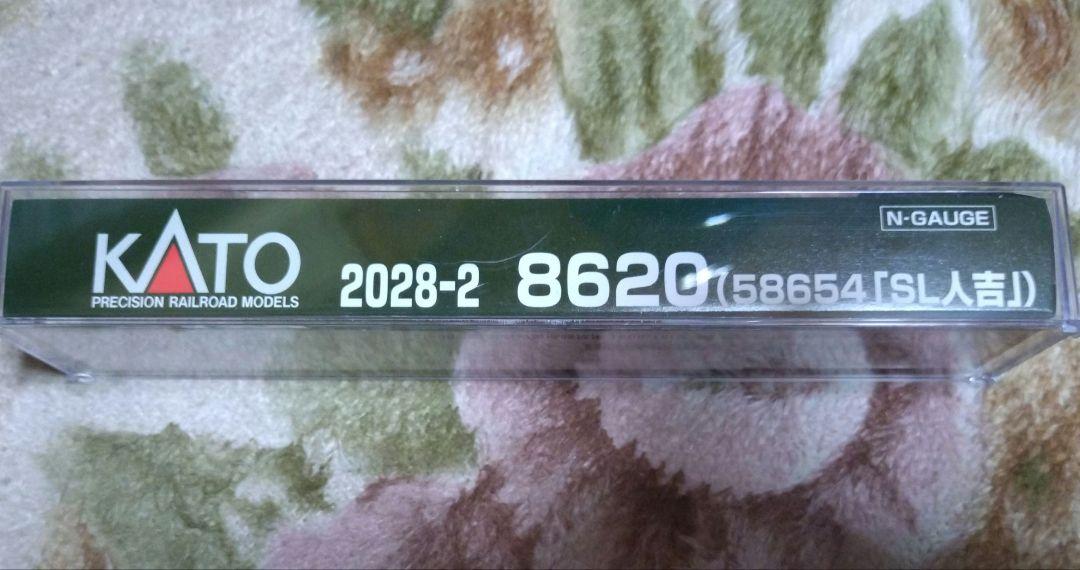 N-GAUGE
KATO
PRECISION RAILROAD MODELS
2028-2 8620(58654「SL人吉」)